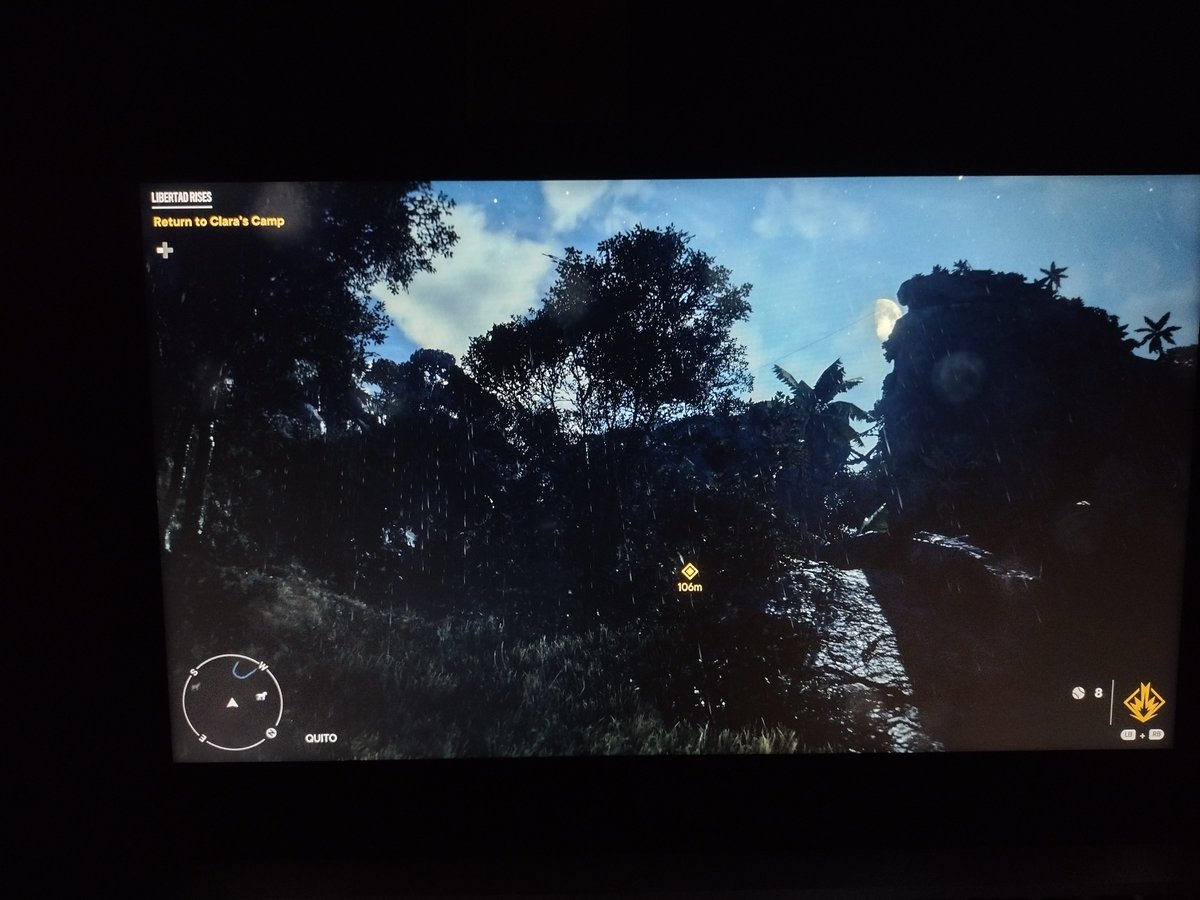 LIBERTAD RISES
Return to Clara's Camp
106m
S
W
E
QUITO
8
LB + RB